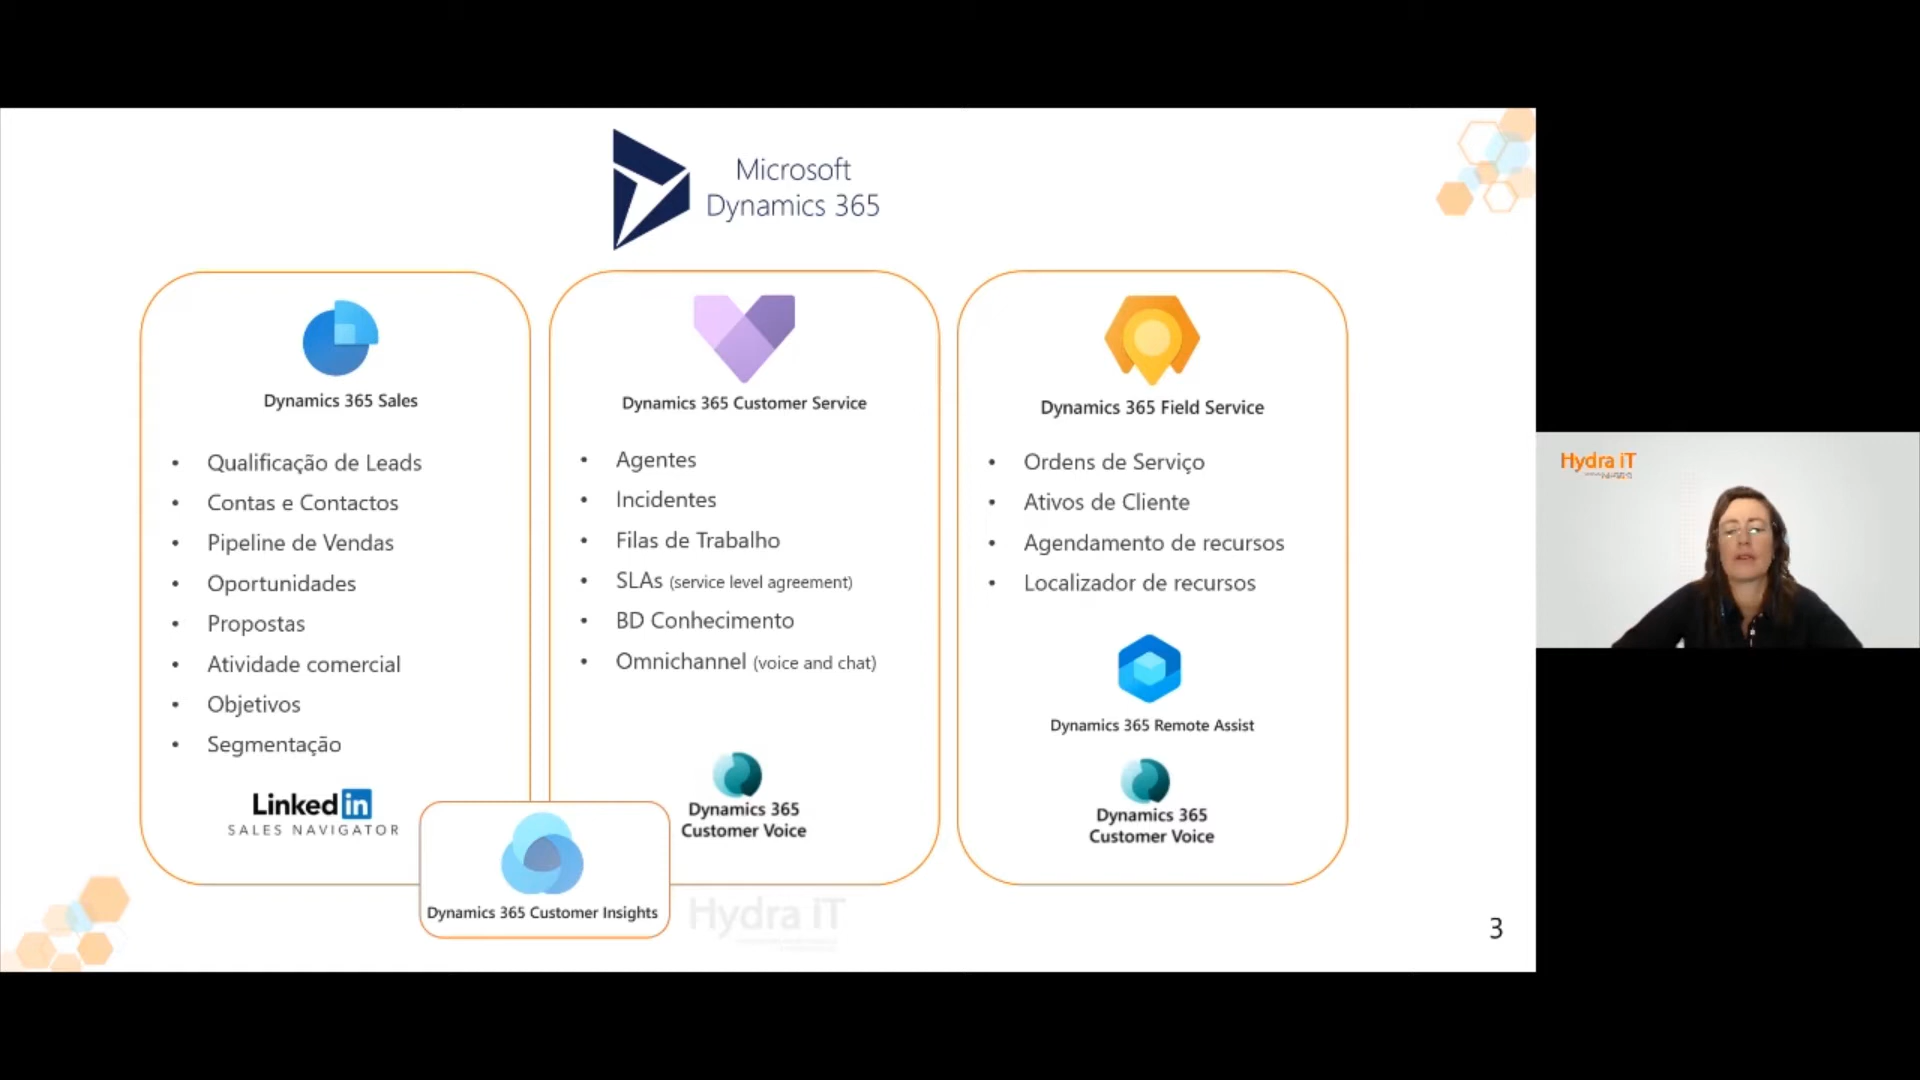 Microsoft
Dynamics 365
Dynamics 365 Sales
• Qualificação de Leads
• Contas e Contactos
• Pipeline de Vendas
• Oportunidades
• Propostas
• Atividade comercial
• Objetivos
• Segmentação
Linked in
SALES NAVIGATOR
Dynamics 365 Customer Service
• Agentes
• Incidentes
• Filas de Trabalho
• SLAs (service level agreement)
• BD Conhecimento
• Omnichannel (voice and chat)
Dynamics 365
Customer Voice
Dynamics 365 Field Service
• Ordens de Serviço
• Ativos de Cliente
• Agendamento de recursos
• Localizador de recursos
Dynamics 365 Remote Assist
Dynamics 365
Customer Voice
Dynamics 365 Customer Insights
Hydra iT
3
Hydra iT